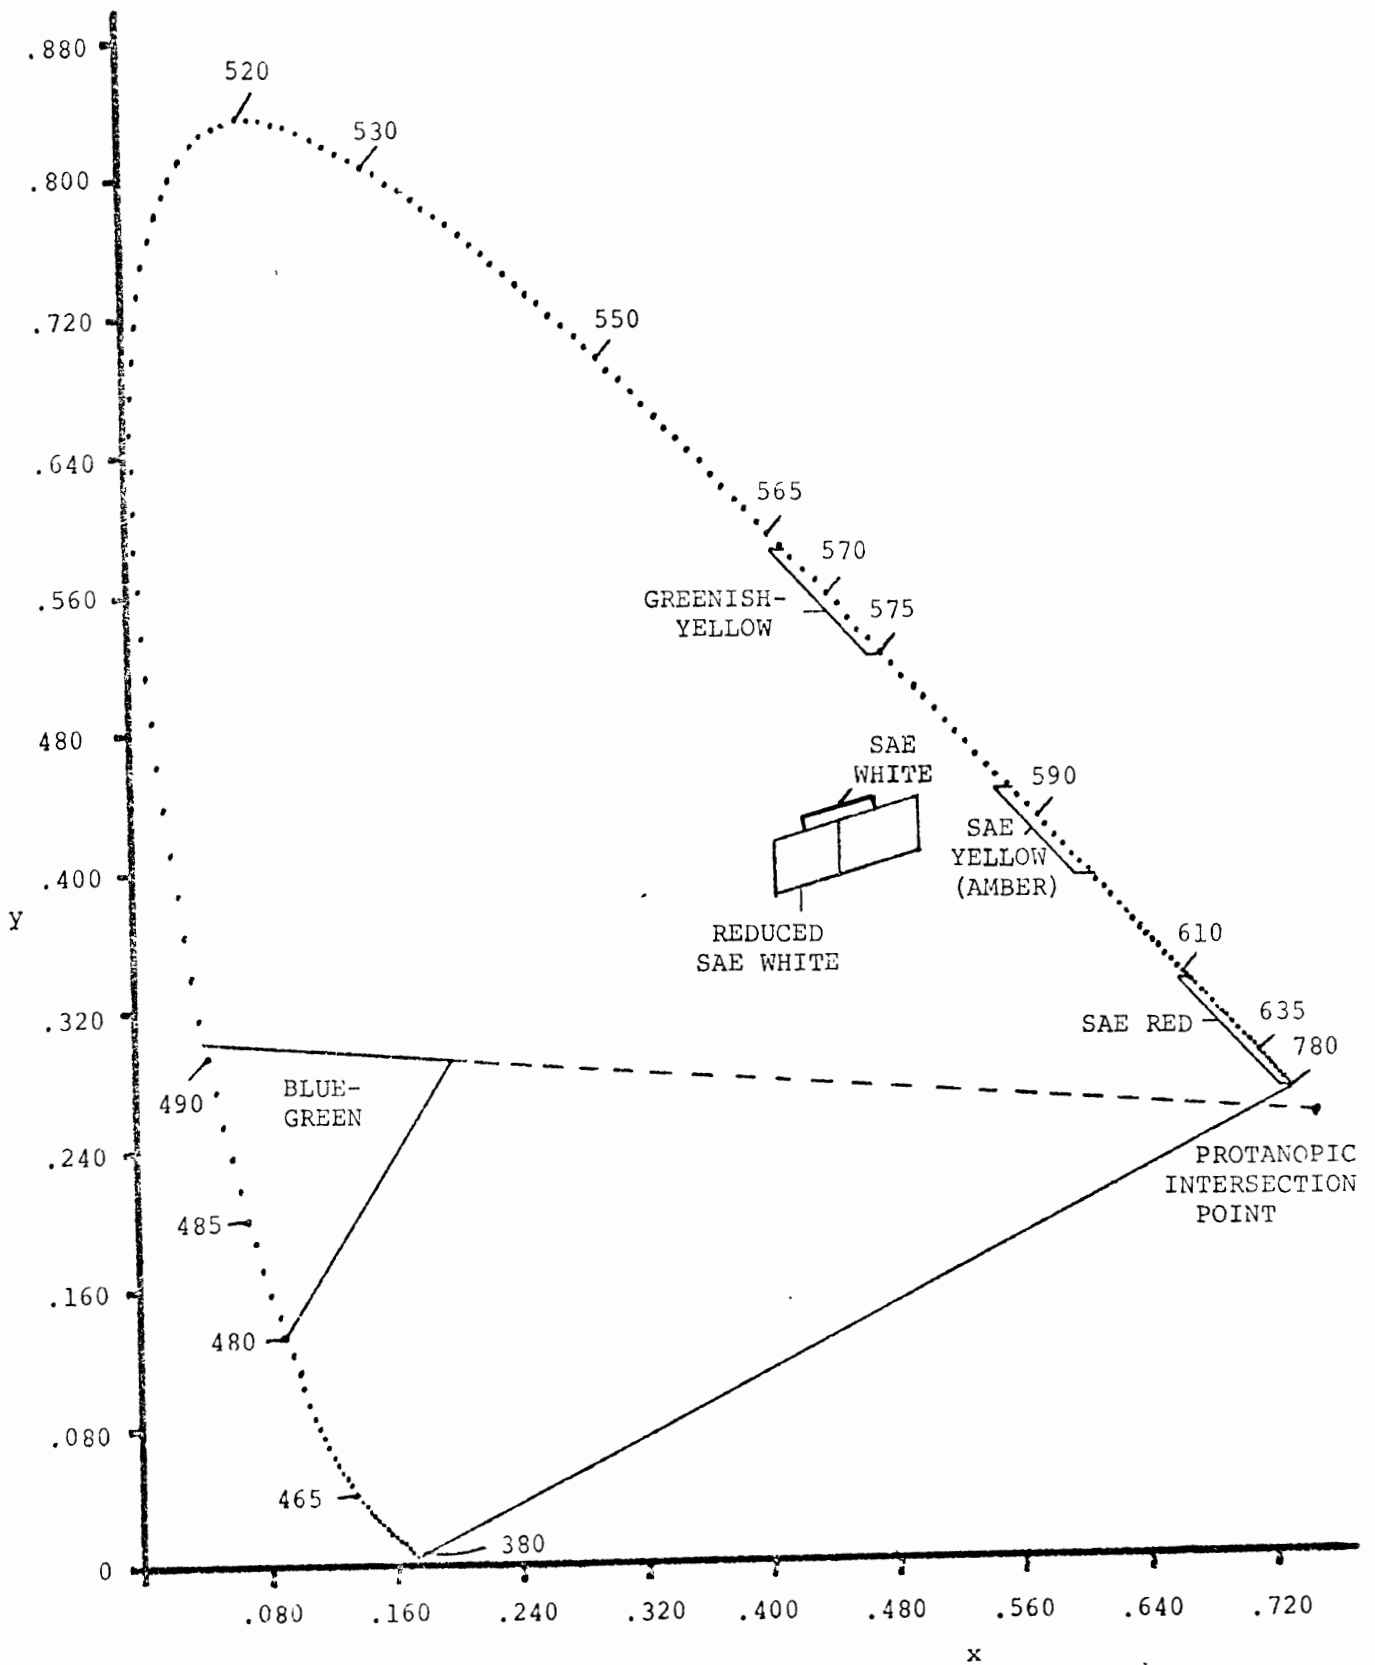 .880
520
530
.800
.720
550
.640
565
570
.560
GREENISH-
YELLOW
575
480
SAE
WHITE
590
SAE
YELLOW
(AMBER)
.400
y
REDUCED
SAE WHITE
610
.320
SAE RED
635
780
BLUE-
GREEN
490
.240
PROTANOPIC
INTERSECTION
POINT
485
.160
480
.080
465
380
0
.080 .160 .240 .320 .400 .480 .560 .640 .720
x